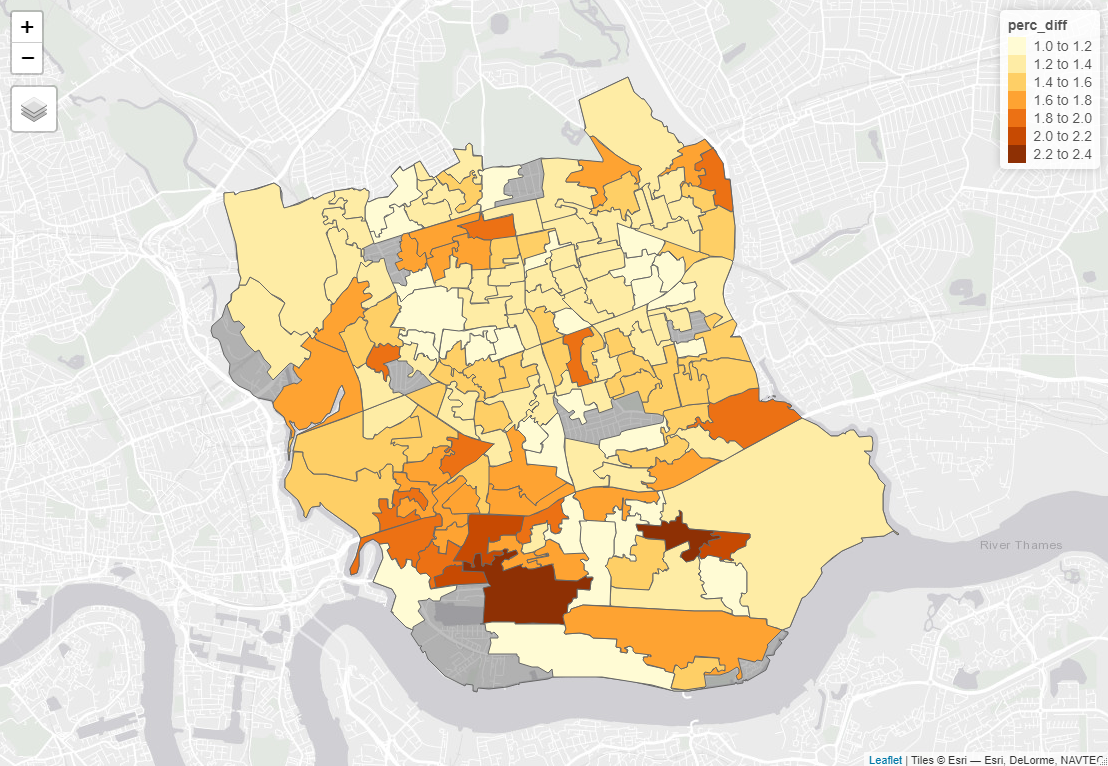 +
−
perc_diff
1.0 to 1.2
1.2 to 1.4
1.4 to 1.6
1.6 to 1.8
1.8 to 2.0
2.0 to 2.2
2.2 to 2.4
River Thames
Leaflet | Tiles © Esri — Esri, DeLorme, NAVTEQ